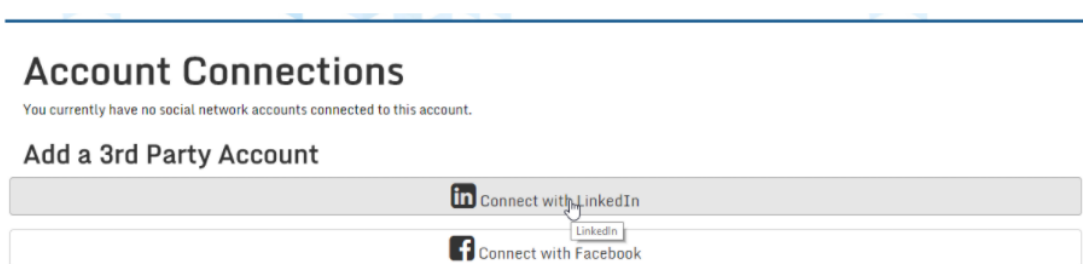 Account Connections
You currently have no social network accounts connected to this account.
Add a 3rd Party Account
in Connect with LinkedIn
LinkedIn
f Connect with Facebook